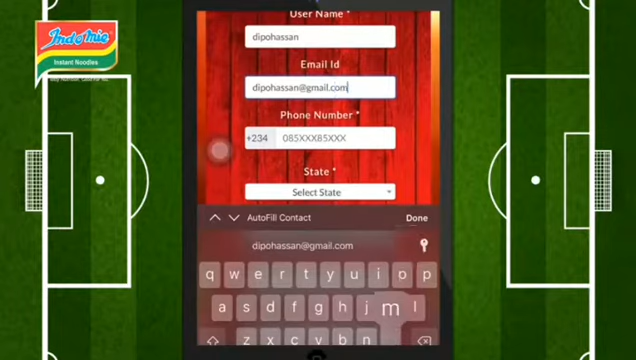 Indomie
Instant Noodles
User Name *
dipohassan
Email Id
dipohassan@gmail.com
Phone Number *
+234 085XXX85XXX
State *
Select State
AutoFill Contact
Done
dipohassan@gmail.com
q w e r t y u i o p
a s d f g h j m l
z x c v b n